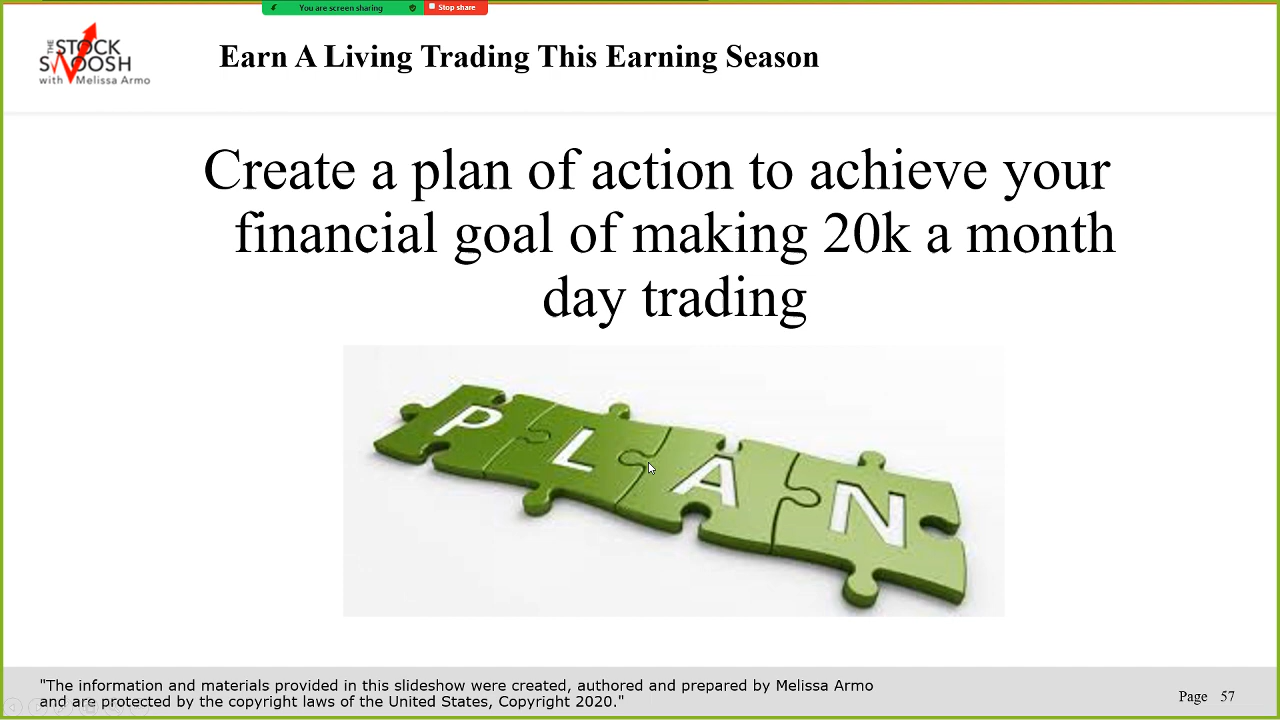 You are screen sharing
Stop share
THE STOCK
SWOOSH
with Melissa Armo
Earn A Living Trading This Earning Season
Create a plan of action to achieve your
financial goal of making 20k a month
day trading
PLAN
"The information and materials provided in this slideshow were created, authored and prepared by Melissa Armo
and are protected by the copyright laws of the United States, Copyright 2020."
Page 57